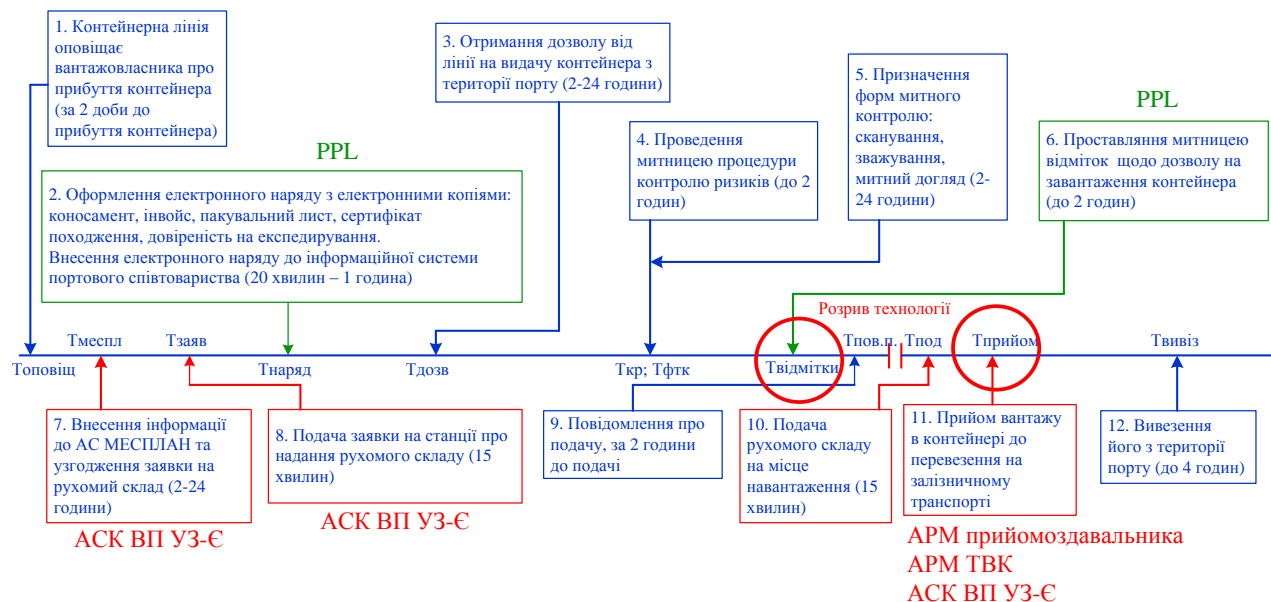 1. Контейнерна лінія
оповіщає
вантажовласника про
прибуття контейнера
(за 2 доби до
прибуття контейнера)
3. Отримання дозволу від
лінії на видачу контейнера з
території порту (2-24 години)
5. Призначення
форм митного
контролю:
сканування,
зважування,
митний догляд (2-
24 години)
PPL
4. Проведення
митницею процедури
контролю ризиків (до 2
годин)
6. Проставляння митницею
відміток щодо дозволу на
завантаження контейнера
(до 2 годин)
PPL
2. Оформлення електронного наряду з електронними копіями:
коносамент, інвойс, пакувальний лист, сертифікат
походження, довіреність на експедирування.
Внесення електронного наряду до інформаційної системи
портового співтовариства (20 хвилин – 1 година)
Розрив технології
Тмеспл
Тзаяв
Тпов.п.
Тпод
Тприйом
Твивіз
Топовіщ
Тнаряд
Тдозв
Ткр; Тфтк
Твідмітки
7. Внесення інформації
до АС МЕСПЛАН та
узгодження заявки на
рухомий склад (2-24
години)
АСК ВП УЗ-Є
8. Подача заявки на станції про
надання рухомого складу (15
хвилин)
АСК ВП УЗ-Є
9. Повідомлення про
подачу, за 2 години
до подачі
10. Подача
рухомого складу
на місце
навантаження (15
хвилин)
11. Прийом вантажу
в контейнері до
перевезення на
залізничному
транспорті
12. Вивезення
його з території
порту (до 4 годин)
АРМ прийомоздавальника
АРМ ТВК
АСК ВП УЗ-Є